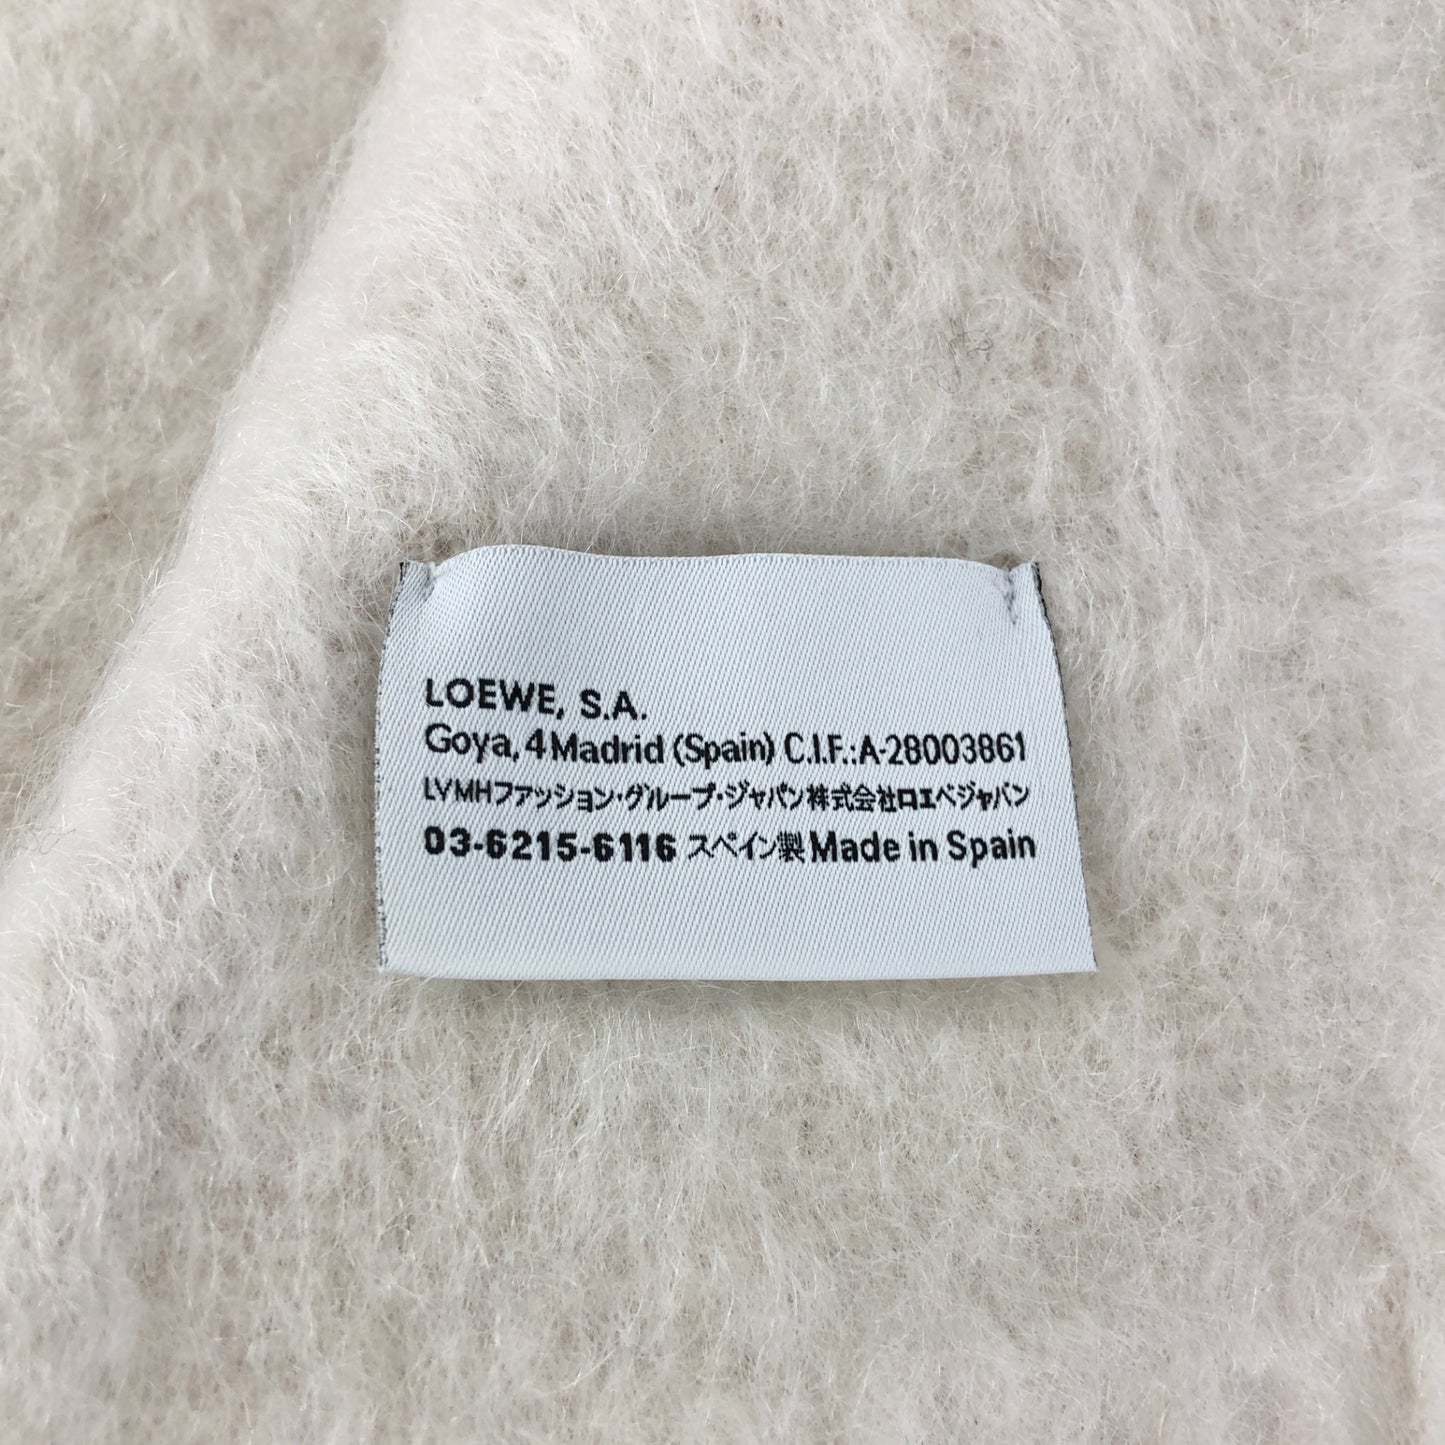 LOEWE, S.A.
Goya, 4 Madrid (Spain) C.I.F.:A-28003861
LVMHファッション・グループ・ジャパン株式会社ロエベジャパン
03-6215-6116 スペイン製 Made in Spain